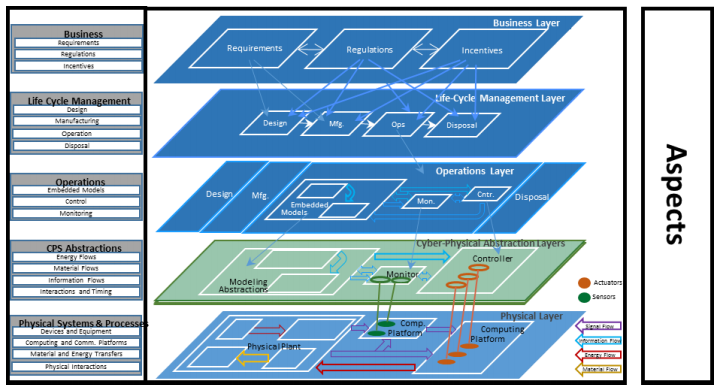 Business
Requirements
Regulations
Incentives
Life Cycle Management
Design
Manufacturing
Operation
Disposal
Operations
Embedded Models
Control
Monitoring
CPS Abstractions
Energy Flows
Material Flows
Information Flows
Interactions and Timing
Physical Systems & Processes
Devices and Equipment
Computing and Comm. Platforms
Material and Energy Transfers
Physical Interactions
Business Layer
Requirements
Regulations
Incentives
Life-Cycle Management Layer
Design
Mfg.
Ops
Disposal
Operations Layer
Design
Mfg.
Embedded
Models
Mon.
Cntr.
Disposal
Cyber-Physical Abstraction Layers
Controller
Monitor
Modeling
Abstractions
Physical Layer
Comp.
Platform
Computing
Platform
Physical Plant
Actuators
Sensors
Signal Flow
Information Flow
Energy Flow
Material Flow
Aspects